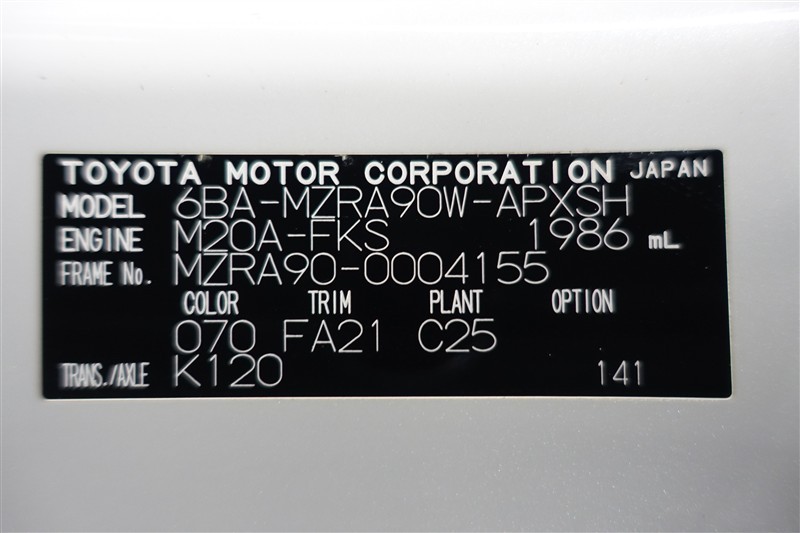 TOYOTA MOTOR CORPORATION JAPAN
MODEL 6BA-MZRA90W-APXSH
ENGINE M20A-FKS 1986 mL
FRAME No. MZRA90-0004155
COLOR TRIM PLANT OPTION
070 FA21 C25
TRANS./AXLE K120 141